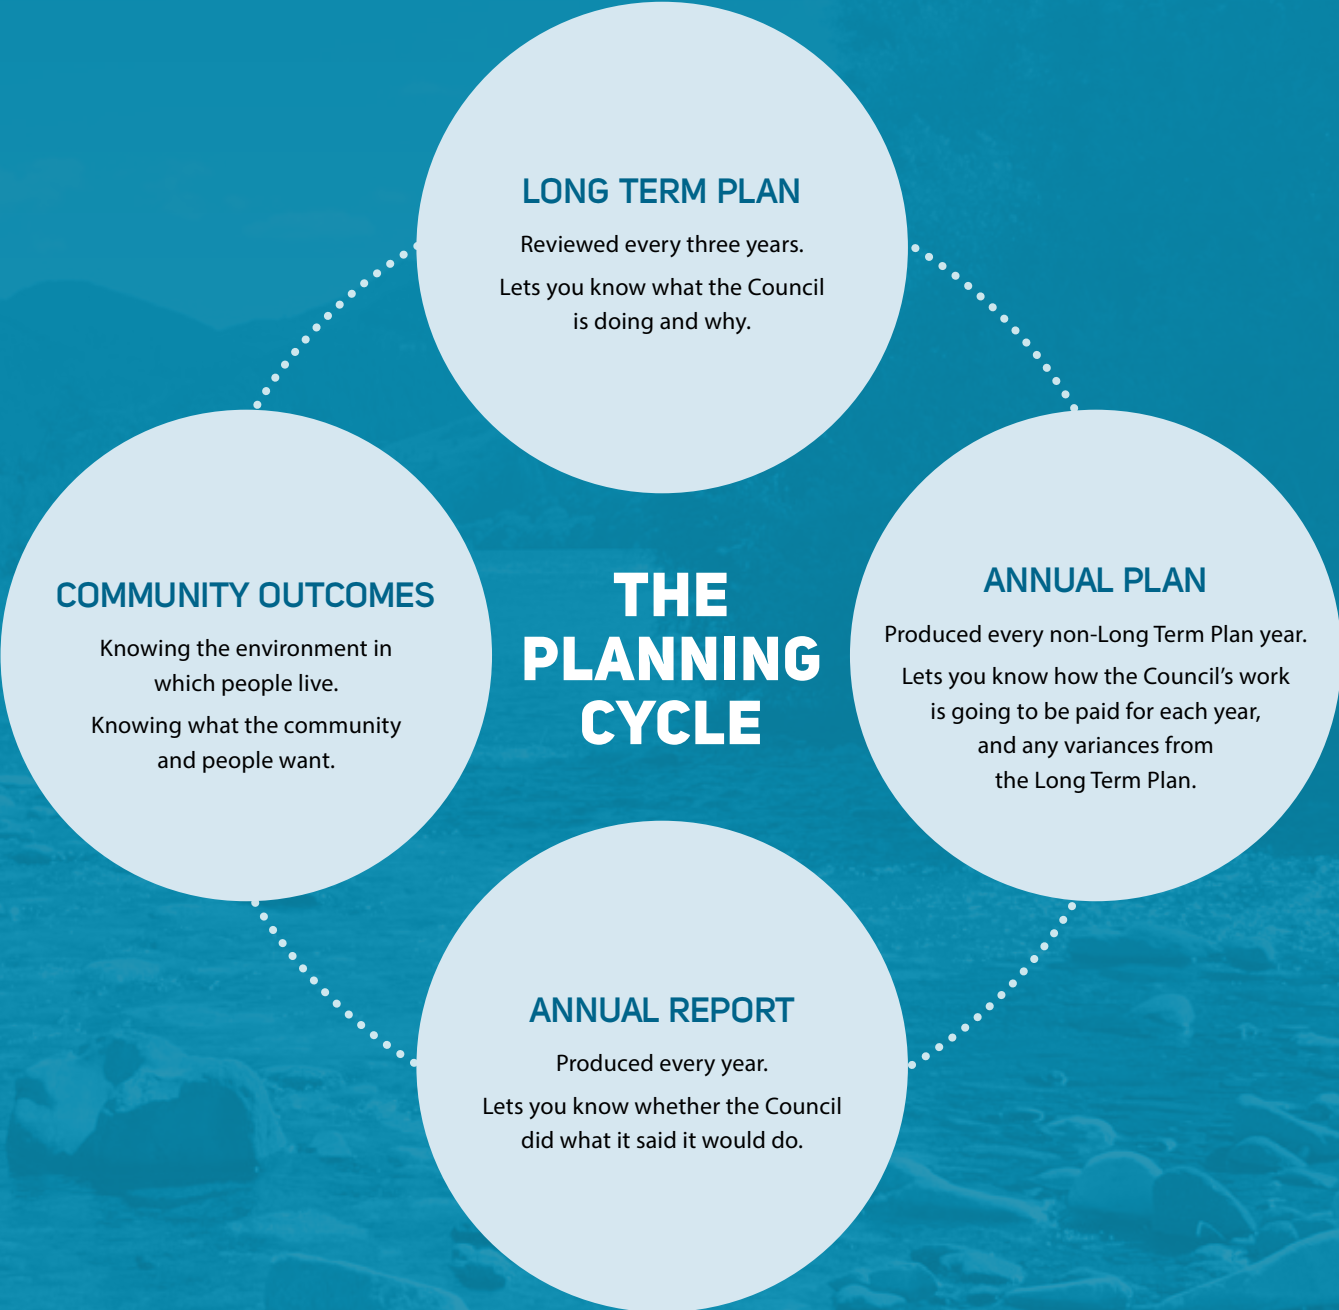 LONG TERM PLAN
Reviewed every three years.
Lets you know what the Council
is doing and why.
COMMUNITY OUTCOMES
Knowing the environment in
which people live.
Knowing what the community
and people want.
THE
PLANNING
CYCLE
ANNUAL PLAN
Produced every non-Long Term Plan year.
Lets you know how the Council’s work
is going to be paid for each year,
and any variances from
the Long Term Plan.
ANNUAL REPORT
Produced every year.
Lets you know whether the Council
did what it said it would do.